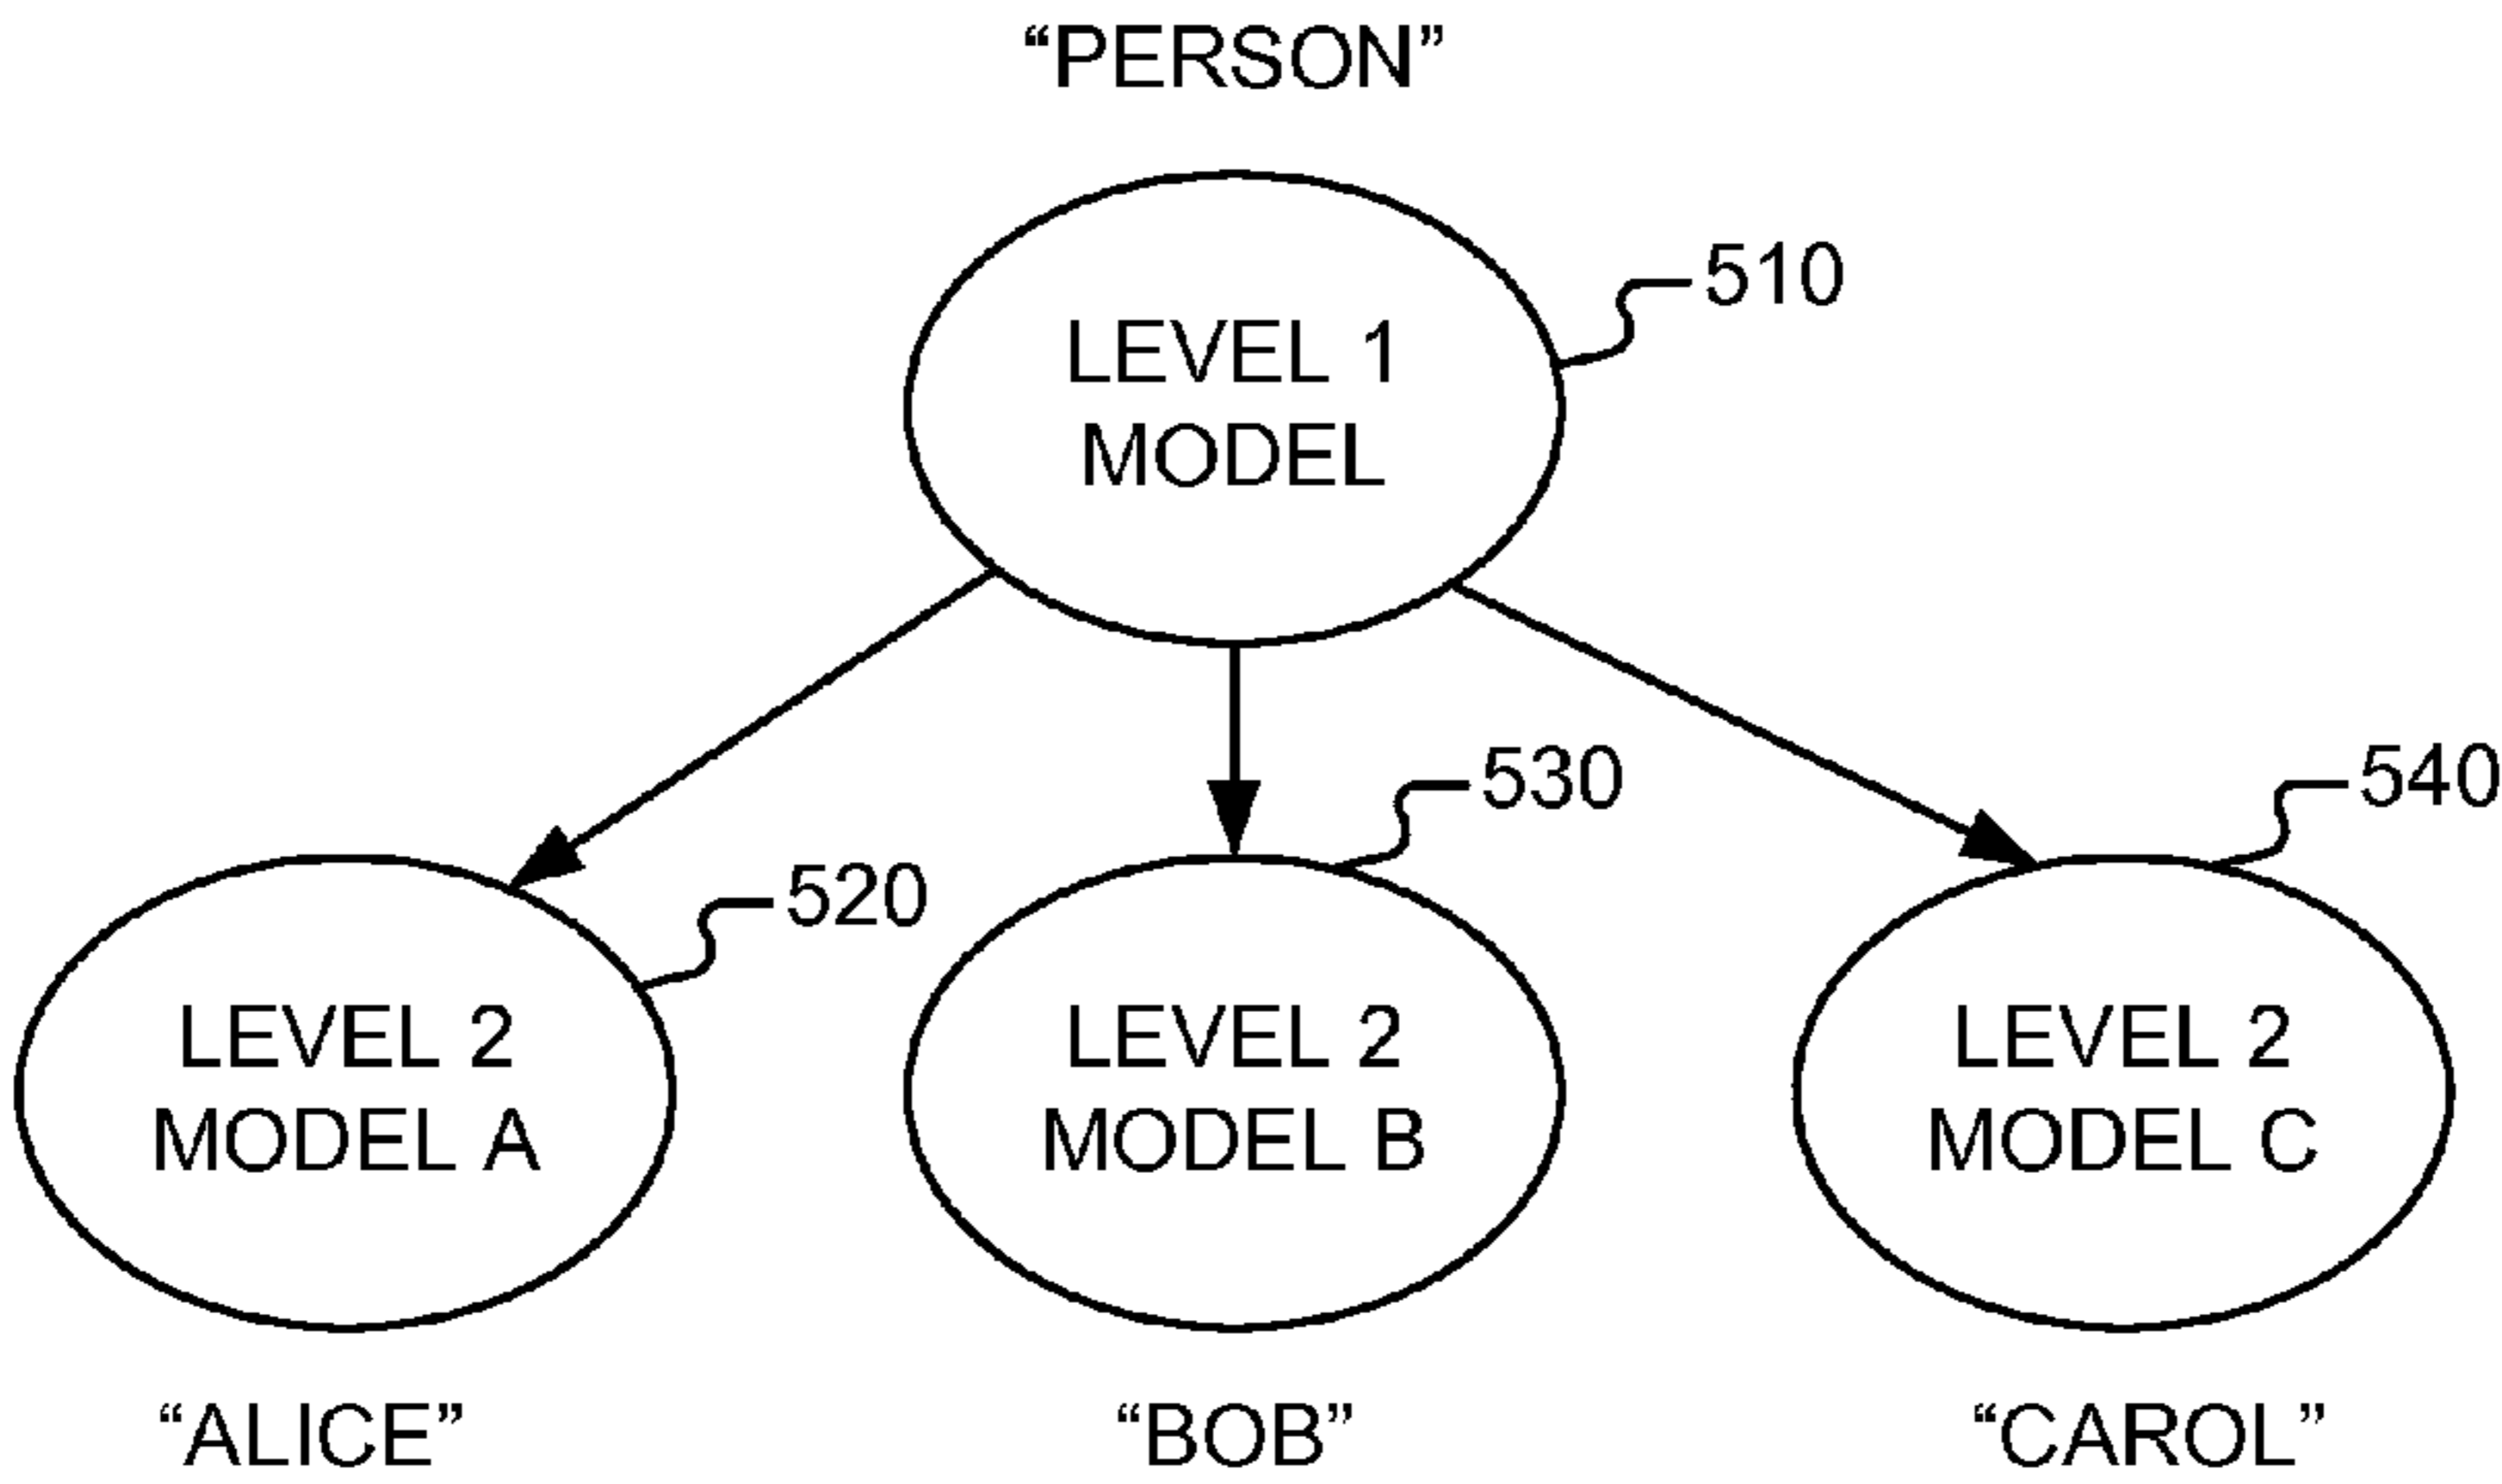 “PERSON”
510
LEVEL 1
MODEL
530
540
520
LEVEL 2
MODEL A
LEVEL 2
MODEL B
LEVEL 2
MODEL C
“ALICE”
“BOB”
“CAROL”